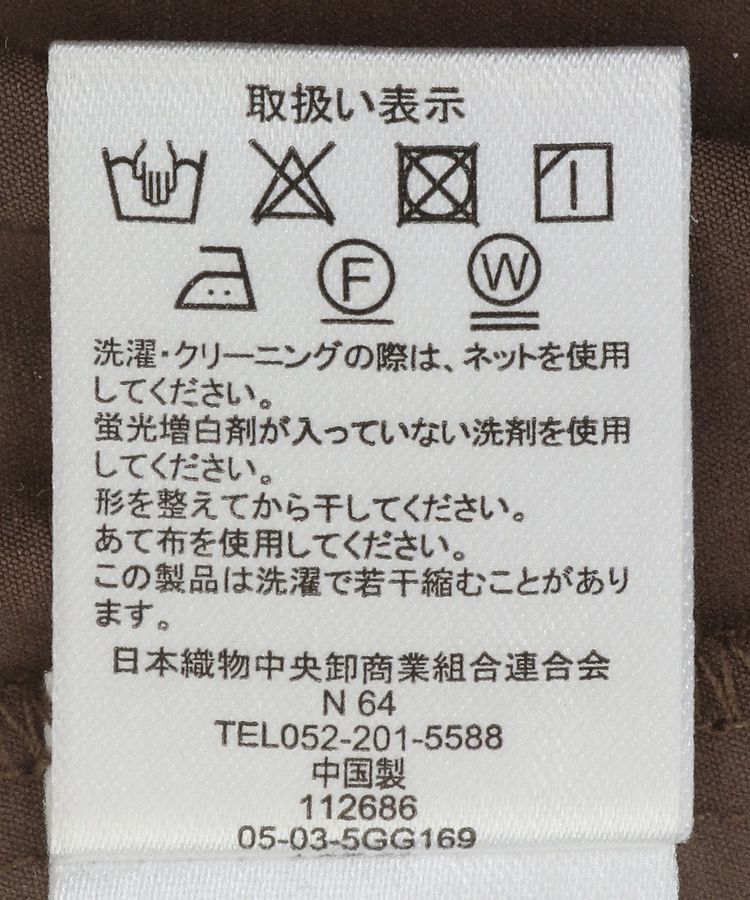 取扱い表示
F W
洗濯・クリーニングの際は、ネットを使用
してください。
蛍光増白剤が入っていない洗剤を使用
してください。
形を整えてから干してください。
あて布を使用してください。
この製品は洗濯で若干縮むことがあり
ます。
日本織物中央卸商業組合連合会
N 64
TEL052-201-5588
中国製
112686
05-03-5GG169